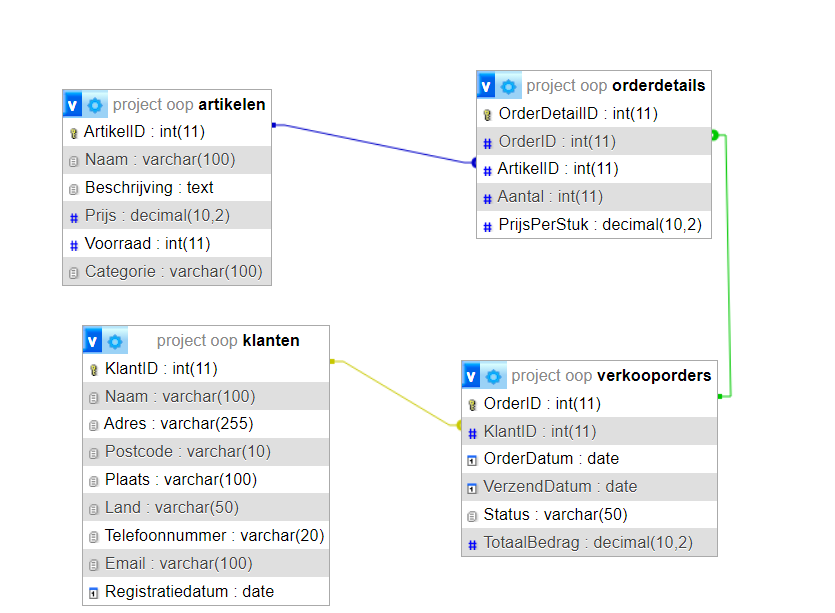 v project oop artikelen
ArtikelID : int(11)
Naam : varchar(100)
Beschrijving : text
# Prijs : decimal(10,2)
# Voorraad : int(11)
Categorie : varchar(100)
v project oop orderdetails
OrderDetailID : int(11)
# OrderID : int(11)
# ArtikelID : int(11)
# Aantal : int(11)
# PrijsPerStuk : decimal(10,2)
v project oop klanten
KlantID : int(11)
Naam : varchar(100)
Adres : varchar(255)
Postcode : varchar(10)
Plaats : varchar(100)
Land : varchar(50)
Telefoonnummer : varchar(20)
Email : varchar(100)
Registratiedatum : date
v project oop verkooporders
OrderID : int(11)
# KlantID : int(11)
OrderDatum : date
VerzendDatum : date
Status : varchar(50)
# TotaalBedrag : decimal(10,2)